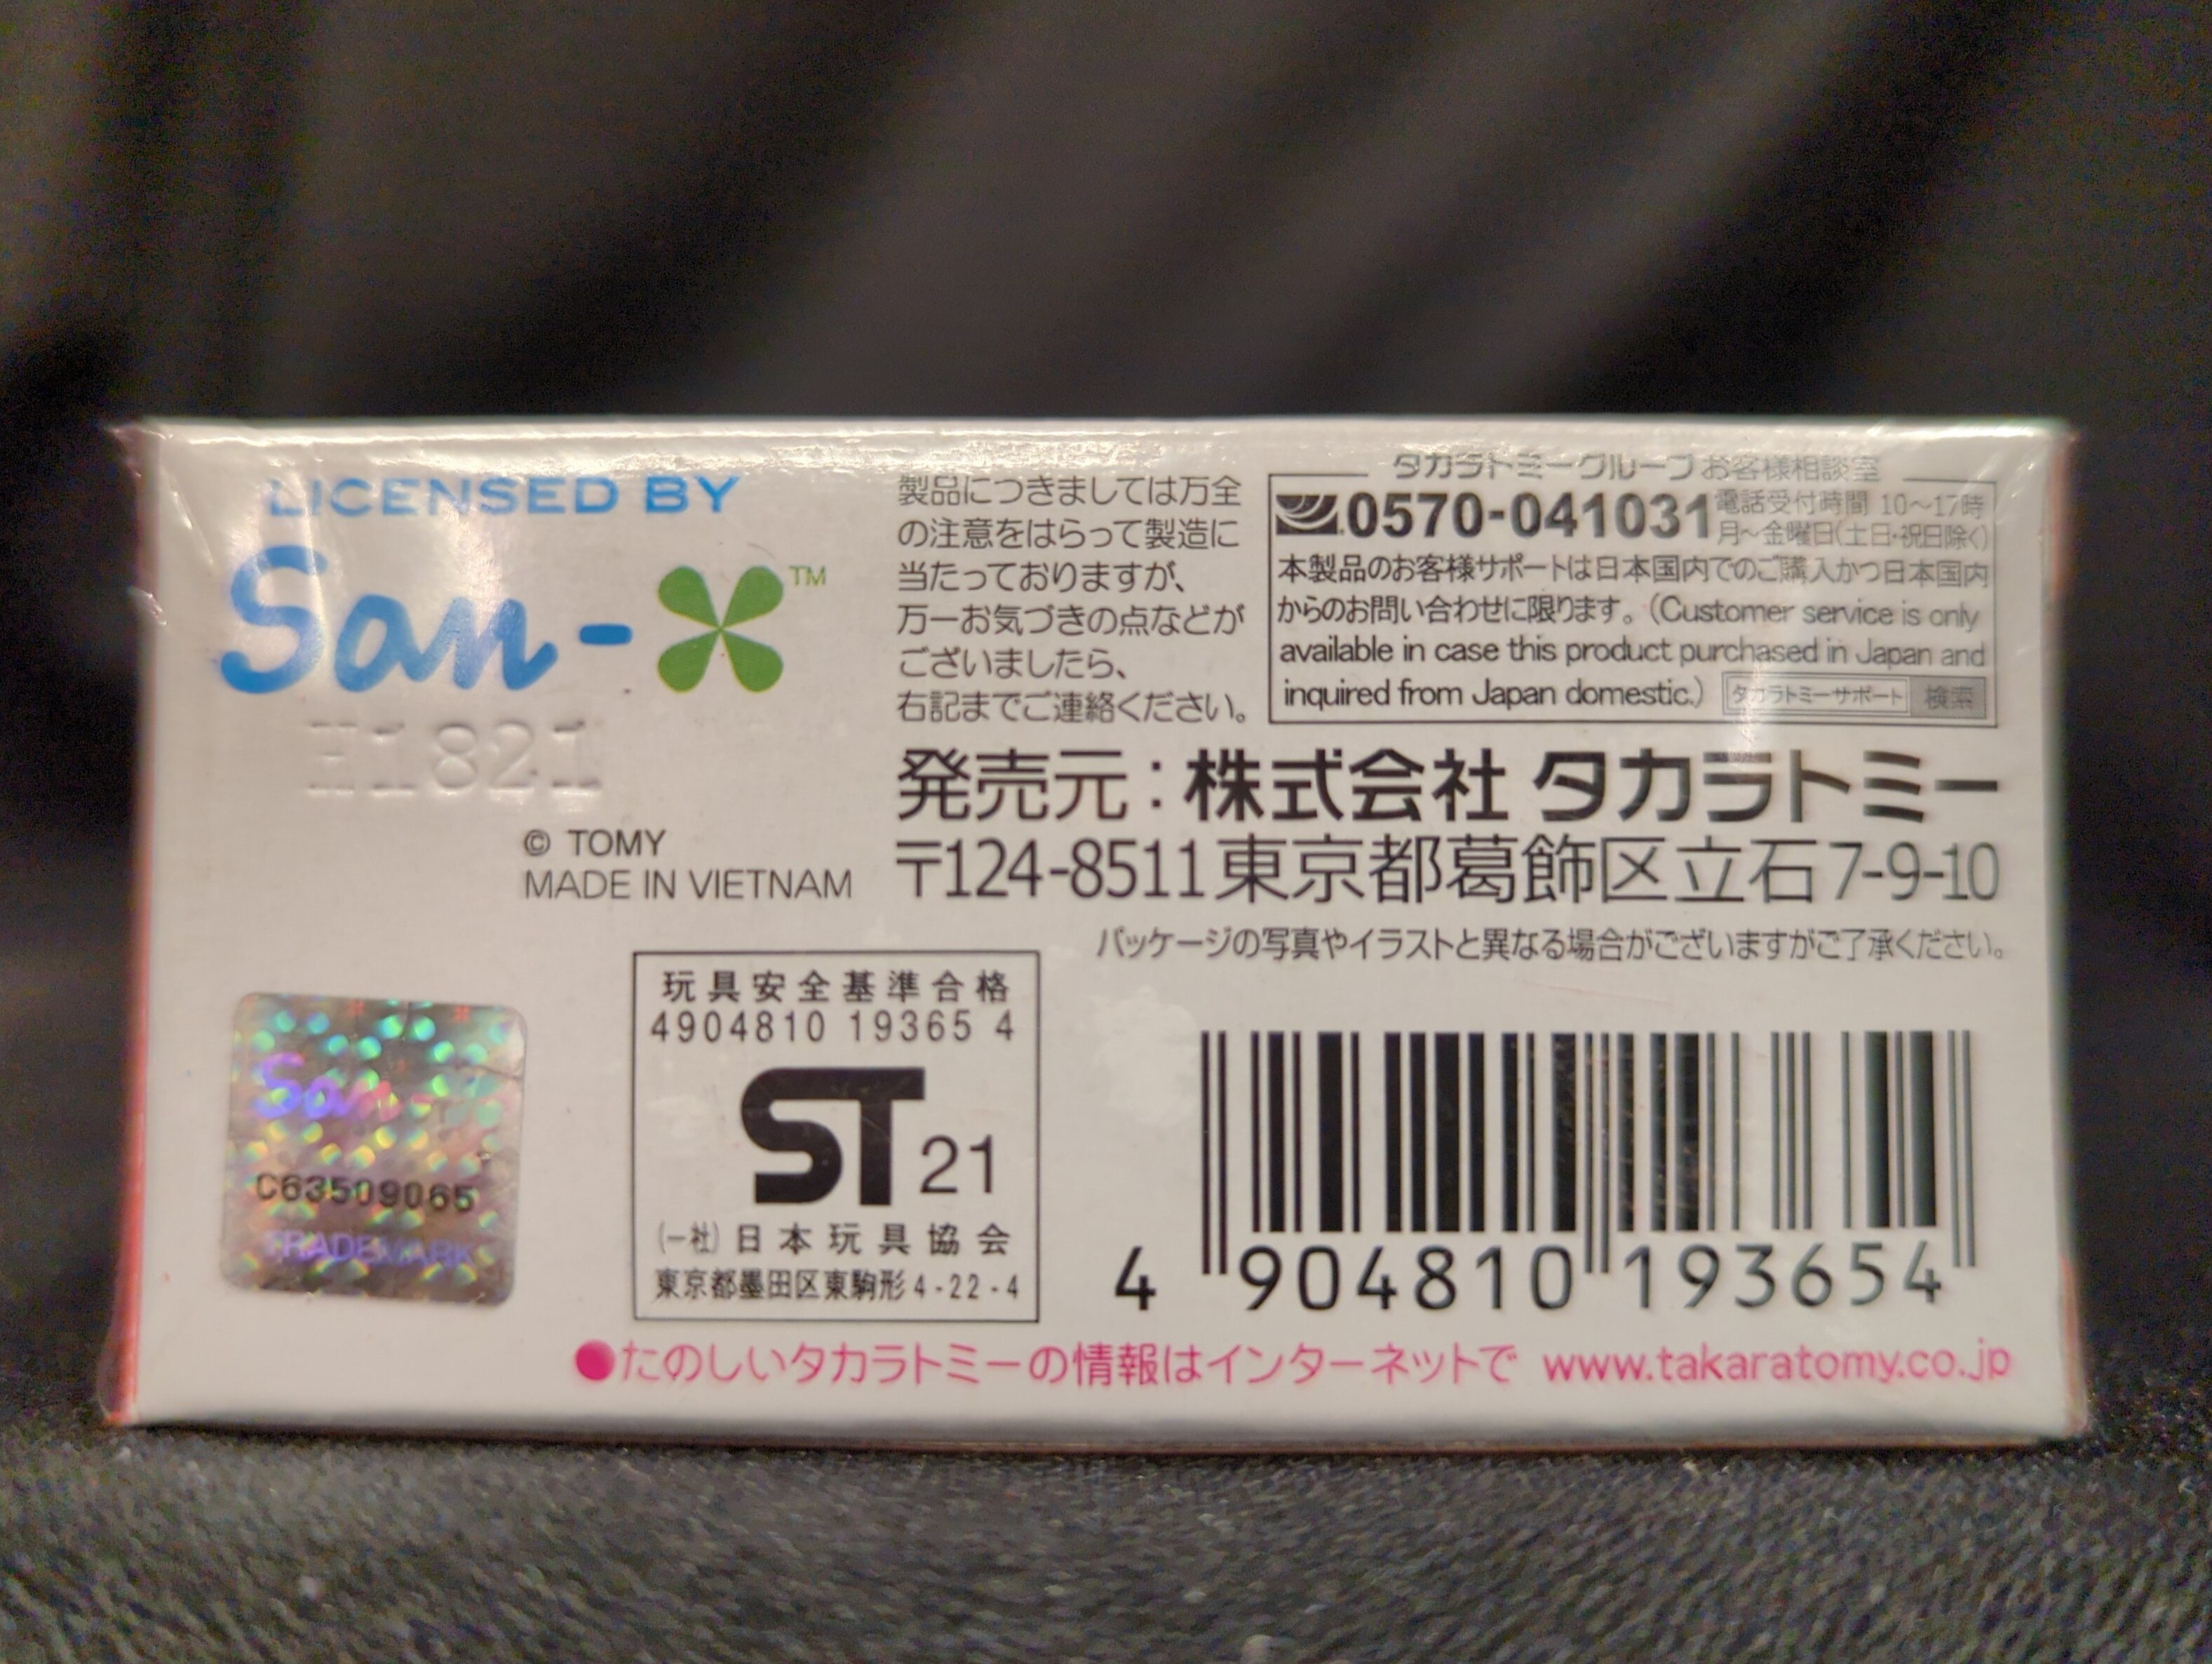 LICENSED BY
San-X™
H1821
© TOMY
MADE IN VIETNAM
製品につきましては万全
の注意をはらって製造に
当たっておりますが、
万一お気づきの点などが
ございましたら、
右記までご連絡ください。
タカラトミーグループお客様相談室
0570-041031
電話受付時間 10〜17時
月〜金曜日(土日・祝日除く)
本製品のお客様サポートは日本国内でのご購入かつ日本国内
からのお問い合わせに限ります。(Customer service is only
available in case this product purchased in Japan and
inquired from Japan domestic.) タカラトミーサポート 検索
発売元:株式会社 タカラトミー
〒124-8511東京都葛飾区立石7-9-10
パッケージの写真やイラストと異なる場合がございますがご了承ください。
San-X
C63509065
TRADEMARK
玩具安全基準合格
4904810 19365 4
ST 21
(一社)日本玩具協会
東京都墨田区東駒形4-22-4
4 904810 193654
●たのしいタカラトミーの情報はインターネットで www.takaratomy.co.jp